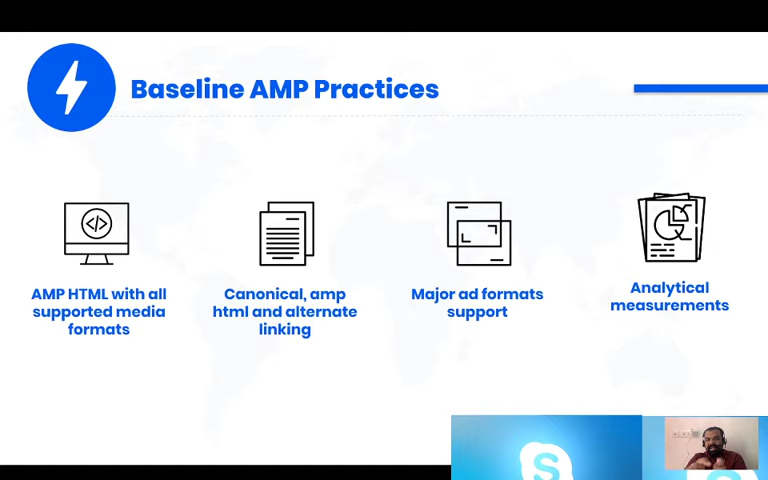 Baseline AMP Practices
AMP HTML with all
supported media
formats
Canonical, amp
html and alternate
linking
Major ad formats
support
Analytical
measurements